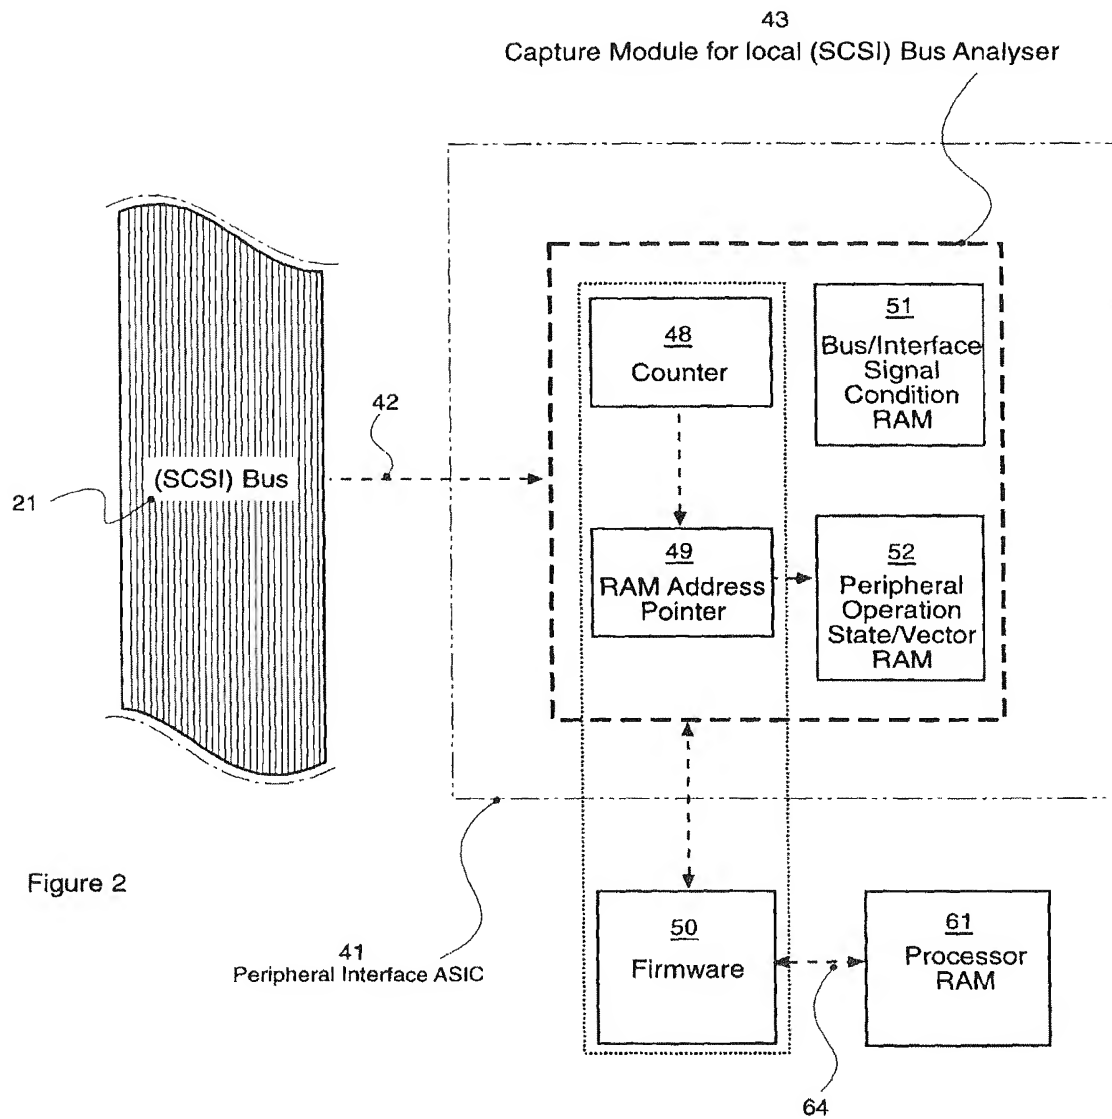 43
Capture Module for local (SCSI) Bus Analyser
48
Counter
51
Bus/Interface
Signal
Condition
RAM
42
(SCSI) Bus
21
49
RAM Address
Pointer
52
Peripheral
Operation
State/Vector
RAM
Figure 2
41
Peripheral Interface ASIC
50
Firmware
61
Processor
RAM
64